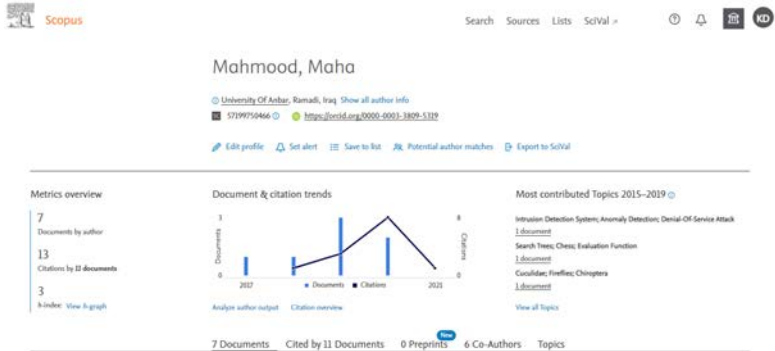 Scopus
Search Sources Lists SciVal
KD
Mahmood, Maha
University Of Anbar, Ramadi, Iraq Show all author info
57199750466 https://orcid.org/0000-0003-3809-5319
Edit profile Set alert Save to list Potential author matches Export to SciVal
Metrics overview
7
Documents by author
13
Citations by 11 documents
3
h-index: View h-graph
Document & citation trends
3
0
Documents
8
0
Citations
2017 2021
Documents Citations
Analyze author output Citation overview
Most contributed Topics 2015–2019
Intrusion Detection System; Anomaly Detection; Denial-Of-Service Attack
1 document
Search Trees; Chess; Evaluation Function
1 document
Cuculidae; Fireflies; Chiroptera
1 document
View all Topics
New
7 Documents Cited by 11 Documents 0 Preprints 6 Co-Authors Topics